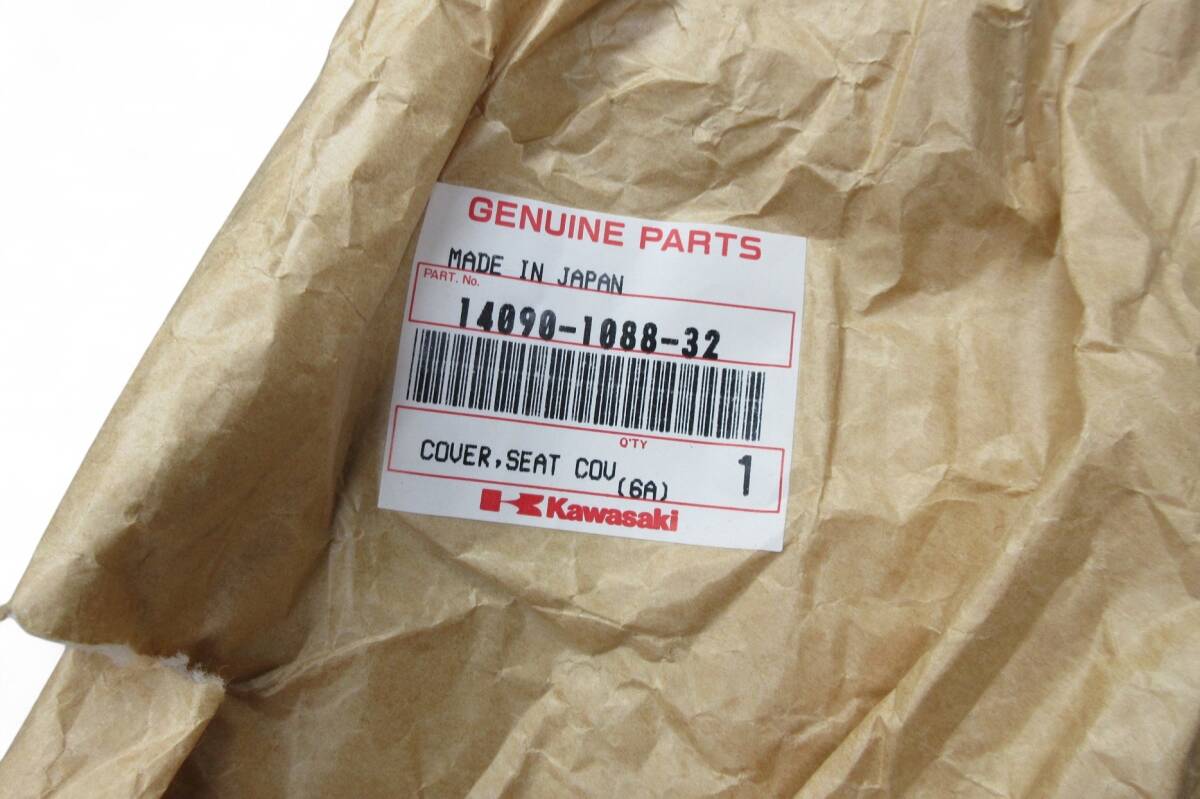 GENUINE PARTS
MADE IN JAPAN
PART. No.
14090-1088-32
Q'TY
COVER,SEAT COV(6A) 1
Kawasaki